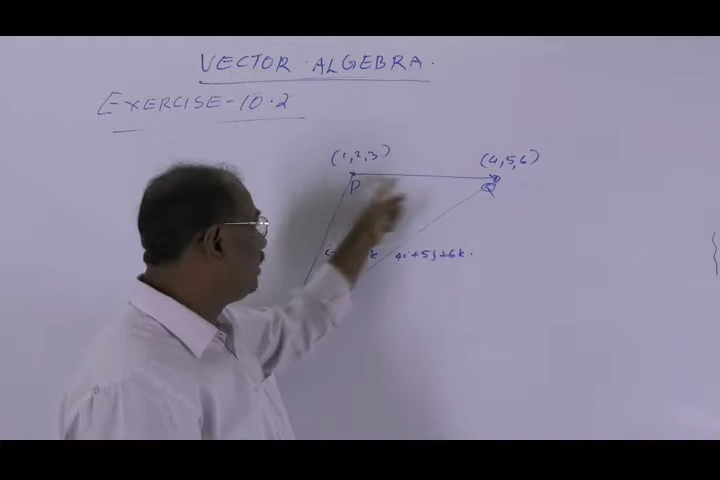 VECTOR ALGEBRA.
EXERCISE-10.2
(1,2,3) (4,5,6)
P Q
k 4i+5j+6k.